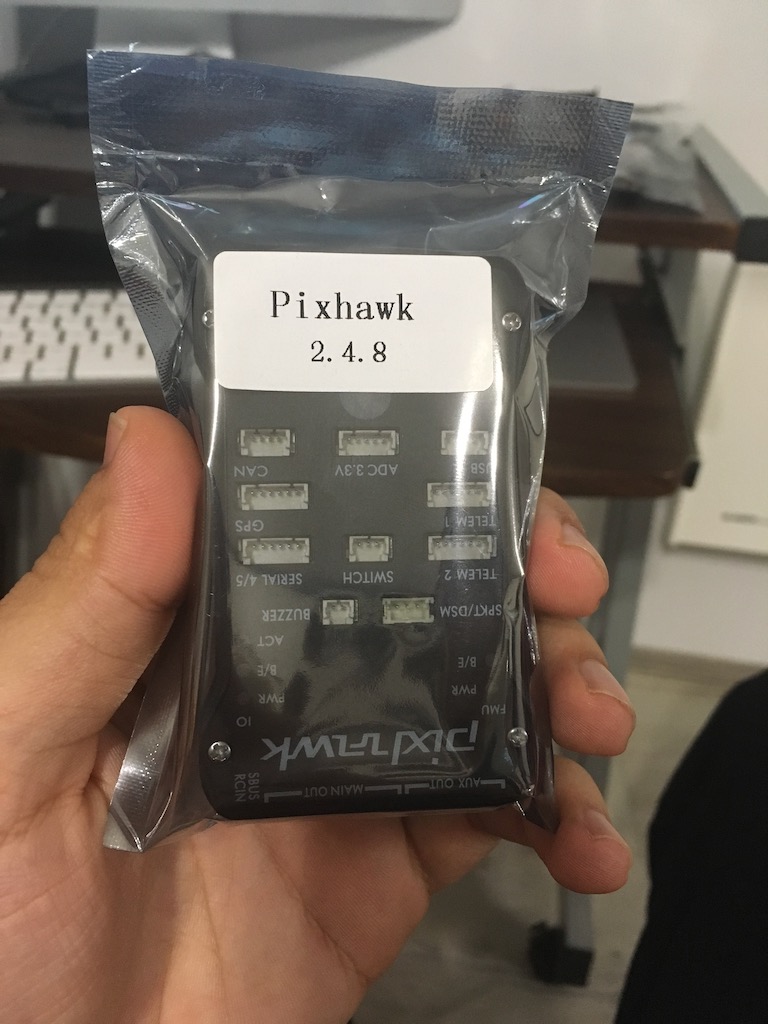 Pixhawk
2.4.8
CAN
ADC 3.3V
USB
GPS
TELEM 1
SERIAL 4/5
SWITCH
TELEM 2
BUZZER
SPKT/DSM
ACT
B/E
B/E
PWR
PWR
IO
FMU
pixhawk
SBUS
RCIN
MAIN OUT
AUX OUT